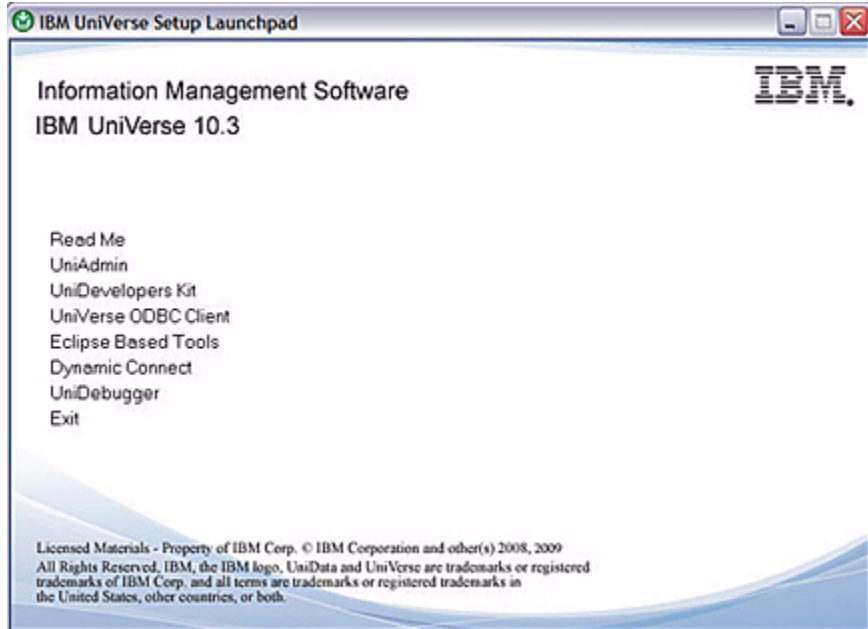 IBM UniVerse Setup Launchpad
Information Management Software
IBM.
IBM UniVerse 10.3
Read Me
UniAdmin
UniDevelopers Kit
UniVerse ODBC Client
Eclipse Based Tools
Dynamic Connect
UniDebugger
Exit
Licensed Materials - Property of IBM Corp. © IBM Corporation and other(s) 2008, 2009
All Rights Reserved, IBM, the IBM logo, UniData and UniVerse are trademarks or registered
trademarks of IBM Corp. and all terms are trademarks or registered trademarks in
the United States, other countries, or both.